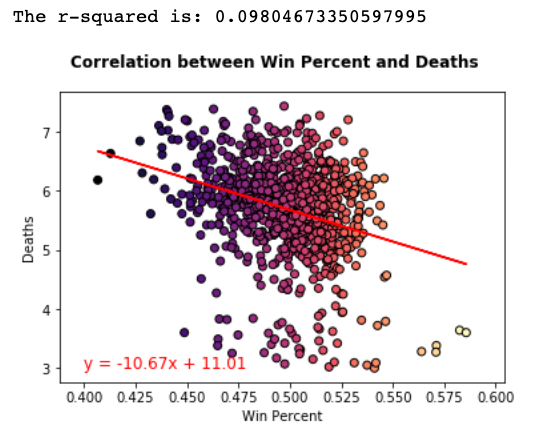 The r-squared is: 0.09804673350597995
Correlation between Win Percent and Deaths
7
6
5
4
3
Deaths
y = -10.67x + 11.01
0.400 0.425 0.450 0.475 0.500 0.525 0.550 0.575 0.600
Win Percent